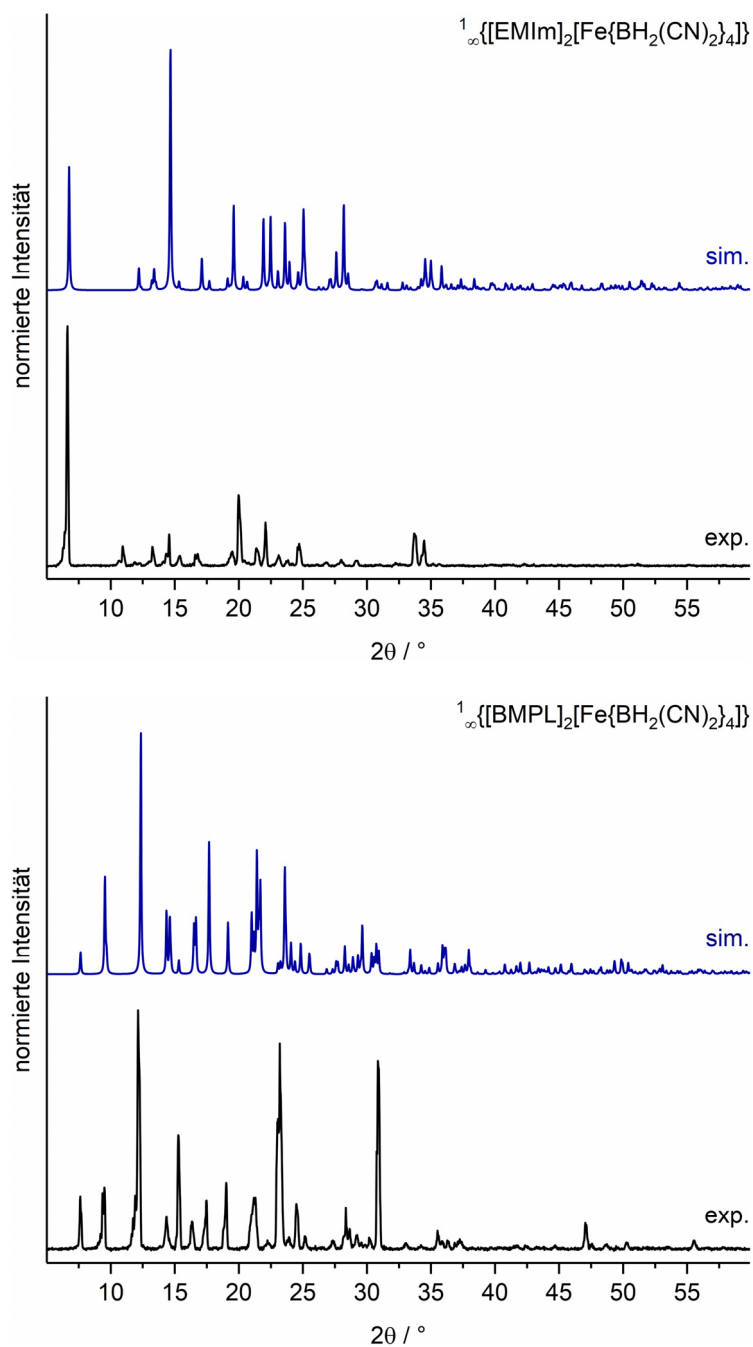 ¹∞{[EMIm]₂[Fe{BH₂(CN)₂}₄]}
normierte Intensität
sim.
exp.
10 15 20 25 30 35 40 45 50 55
2θ / °
¹∞{[BMPL]₂[Fe{BH₂(CN)₂}₄]}
normierte Intensität
sim.
exp.
10 15 20 25 30 35 40 45 50 55
2θ / °